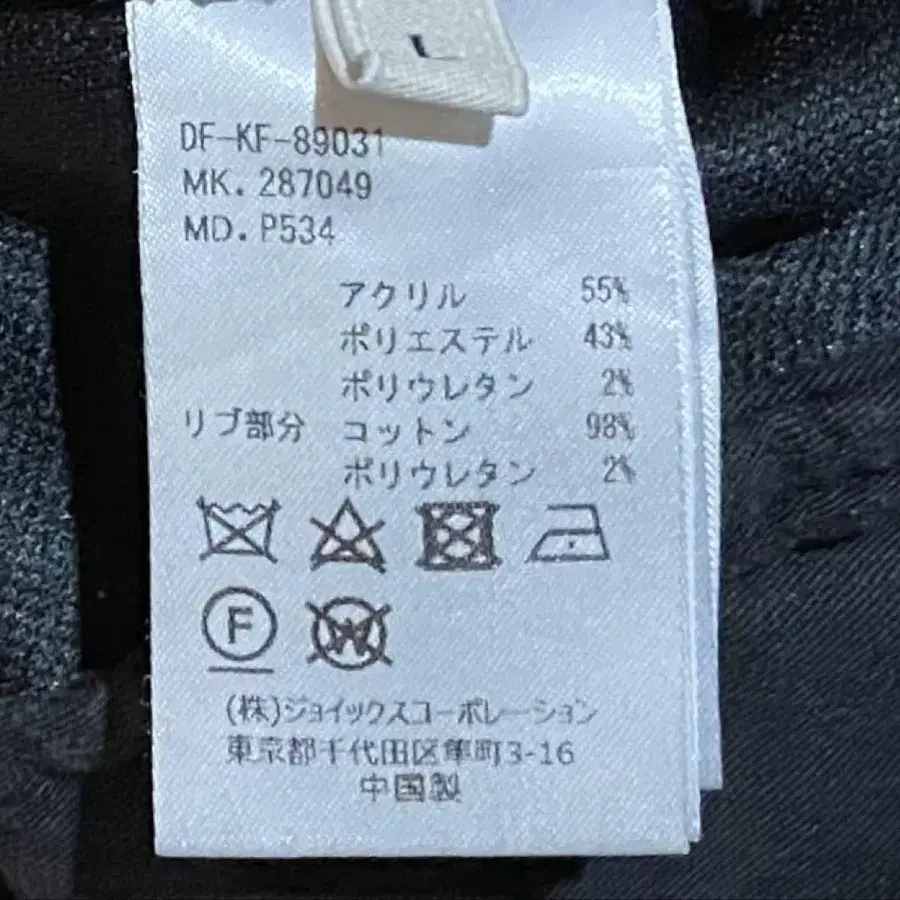 L
DF-KF-89031
MK. 287049
MD. P534
アクリル 55%
ポリエステル 43%
ポリウレタン 2%
リブ部分 コットン 98%
ポリウレタン 2%
F
W
(株)ジョイックスコーポレーション
東京都千代田区隼町3-16
中国製